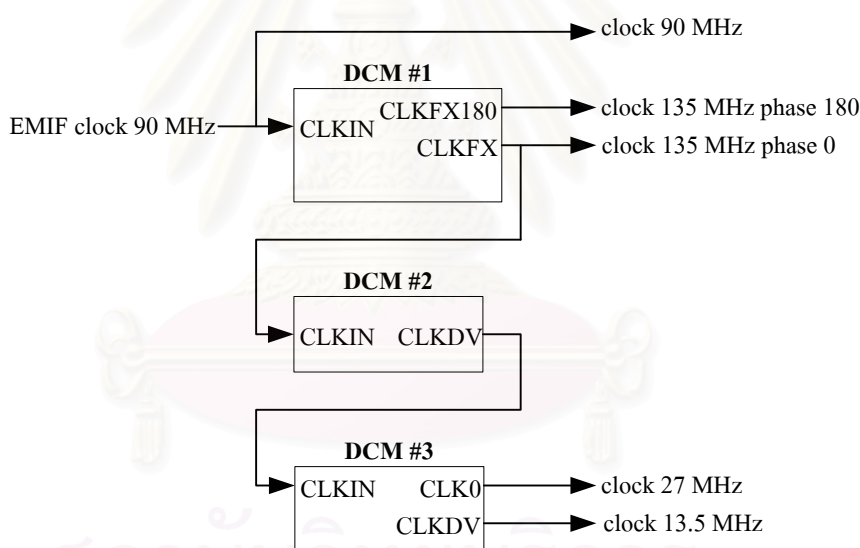 clock 90 MHz
DCM #1
EMIF clock 90 MHz
CLKIN
CLKFX180
clock 135 MHz phase 180
CLKFX
clock 135 MHz phase 0
DCM #2
CLKIN CLKDV
DCM #3
CLKIN CLK0
clock 27 MHz
CLKDV
clock 13.5 MHz